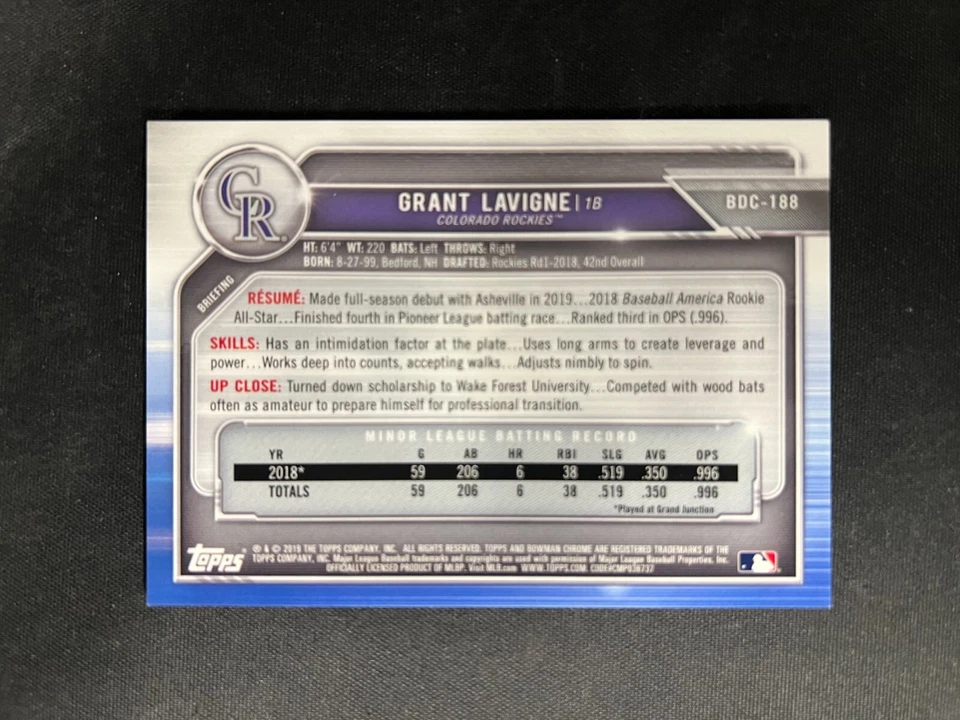 CR
GRANT LAVIGNE | 1B
COLORADO ROCKIES™
BDC-188
HT: 6'4" WT: 220 BATS: Left THROWS: Right
BORN: 8-27-99, Bedford, NH DRAFTED: Rockies Rd1-2018, 42nd Overall
BRIEFING
RÉSUMÉ: Made full-season debut with Asheville in 2019...2018 Baseball America Rookie
All-Star...Finished fourth in Pioneer League batting race...Ranked third in OPS (.996).
SKILLS: Has an intimidation factor at the plate...Uses long arms to create leverage and
power...Works deep into counts, accepting walks...Adjusts nimbly to spin.
UP CLOSE: Turned down scholarship to Wake Forest University...Competed with wood bats
often as amateur to prepare himself for professional transition.
MINOR LEAGUE BATTING RECORD
YR G AB HR RBI SLG AVG OPS
2018* 59 206 6 38 .519 .350 .996
TOTALS 59 206 6 38 .519 .350 .996
*Played at Grand Junction
Topps
® & © 2019 THE TOPPS COMPANY, INC. ALL RIGHTS RESERVED. TOPPS AND BOWMAN CHROME ARE REGISTERED TRADEMARKS OF THE
TOPPS COMPANY, INC. Major League Baseball trademarks and copyrights are used with permission of Major League Baseball Properties, Inc.
OFFICIALLY LICENSED PRODUCT OF MLBP. Visit MLB.com WWW.TOPPS.COM CODE#CMP076737